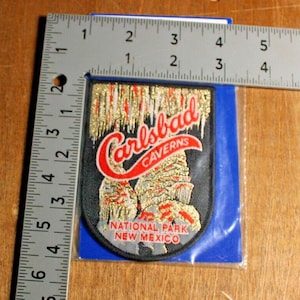 1 2 3 4 5
1 2 3 4
1
2
3
4
5
6
Carlsbad
CAVERNS
NATIONAL PARK
NEW MEXICO